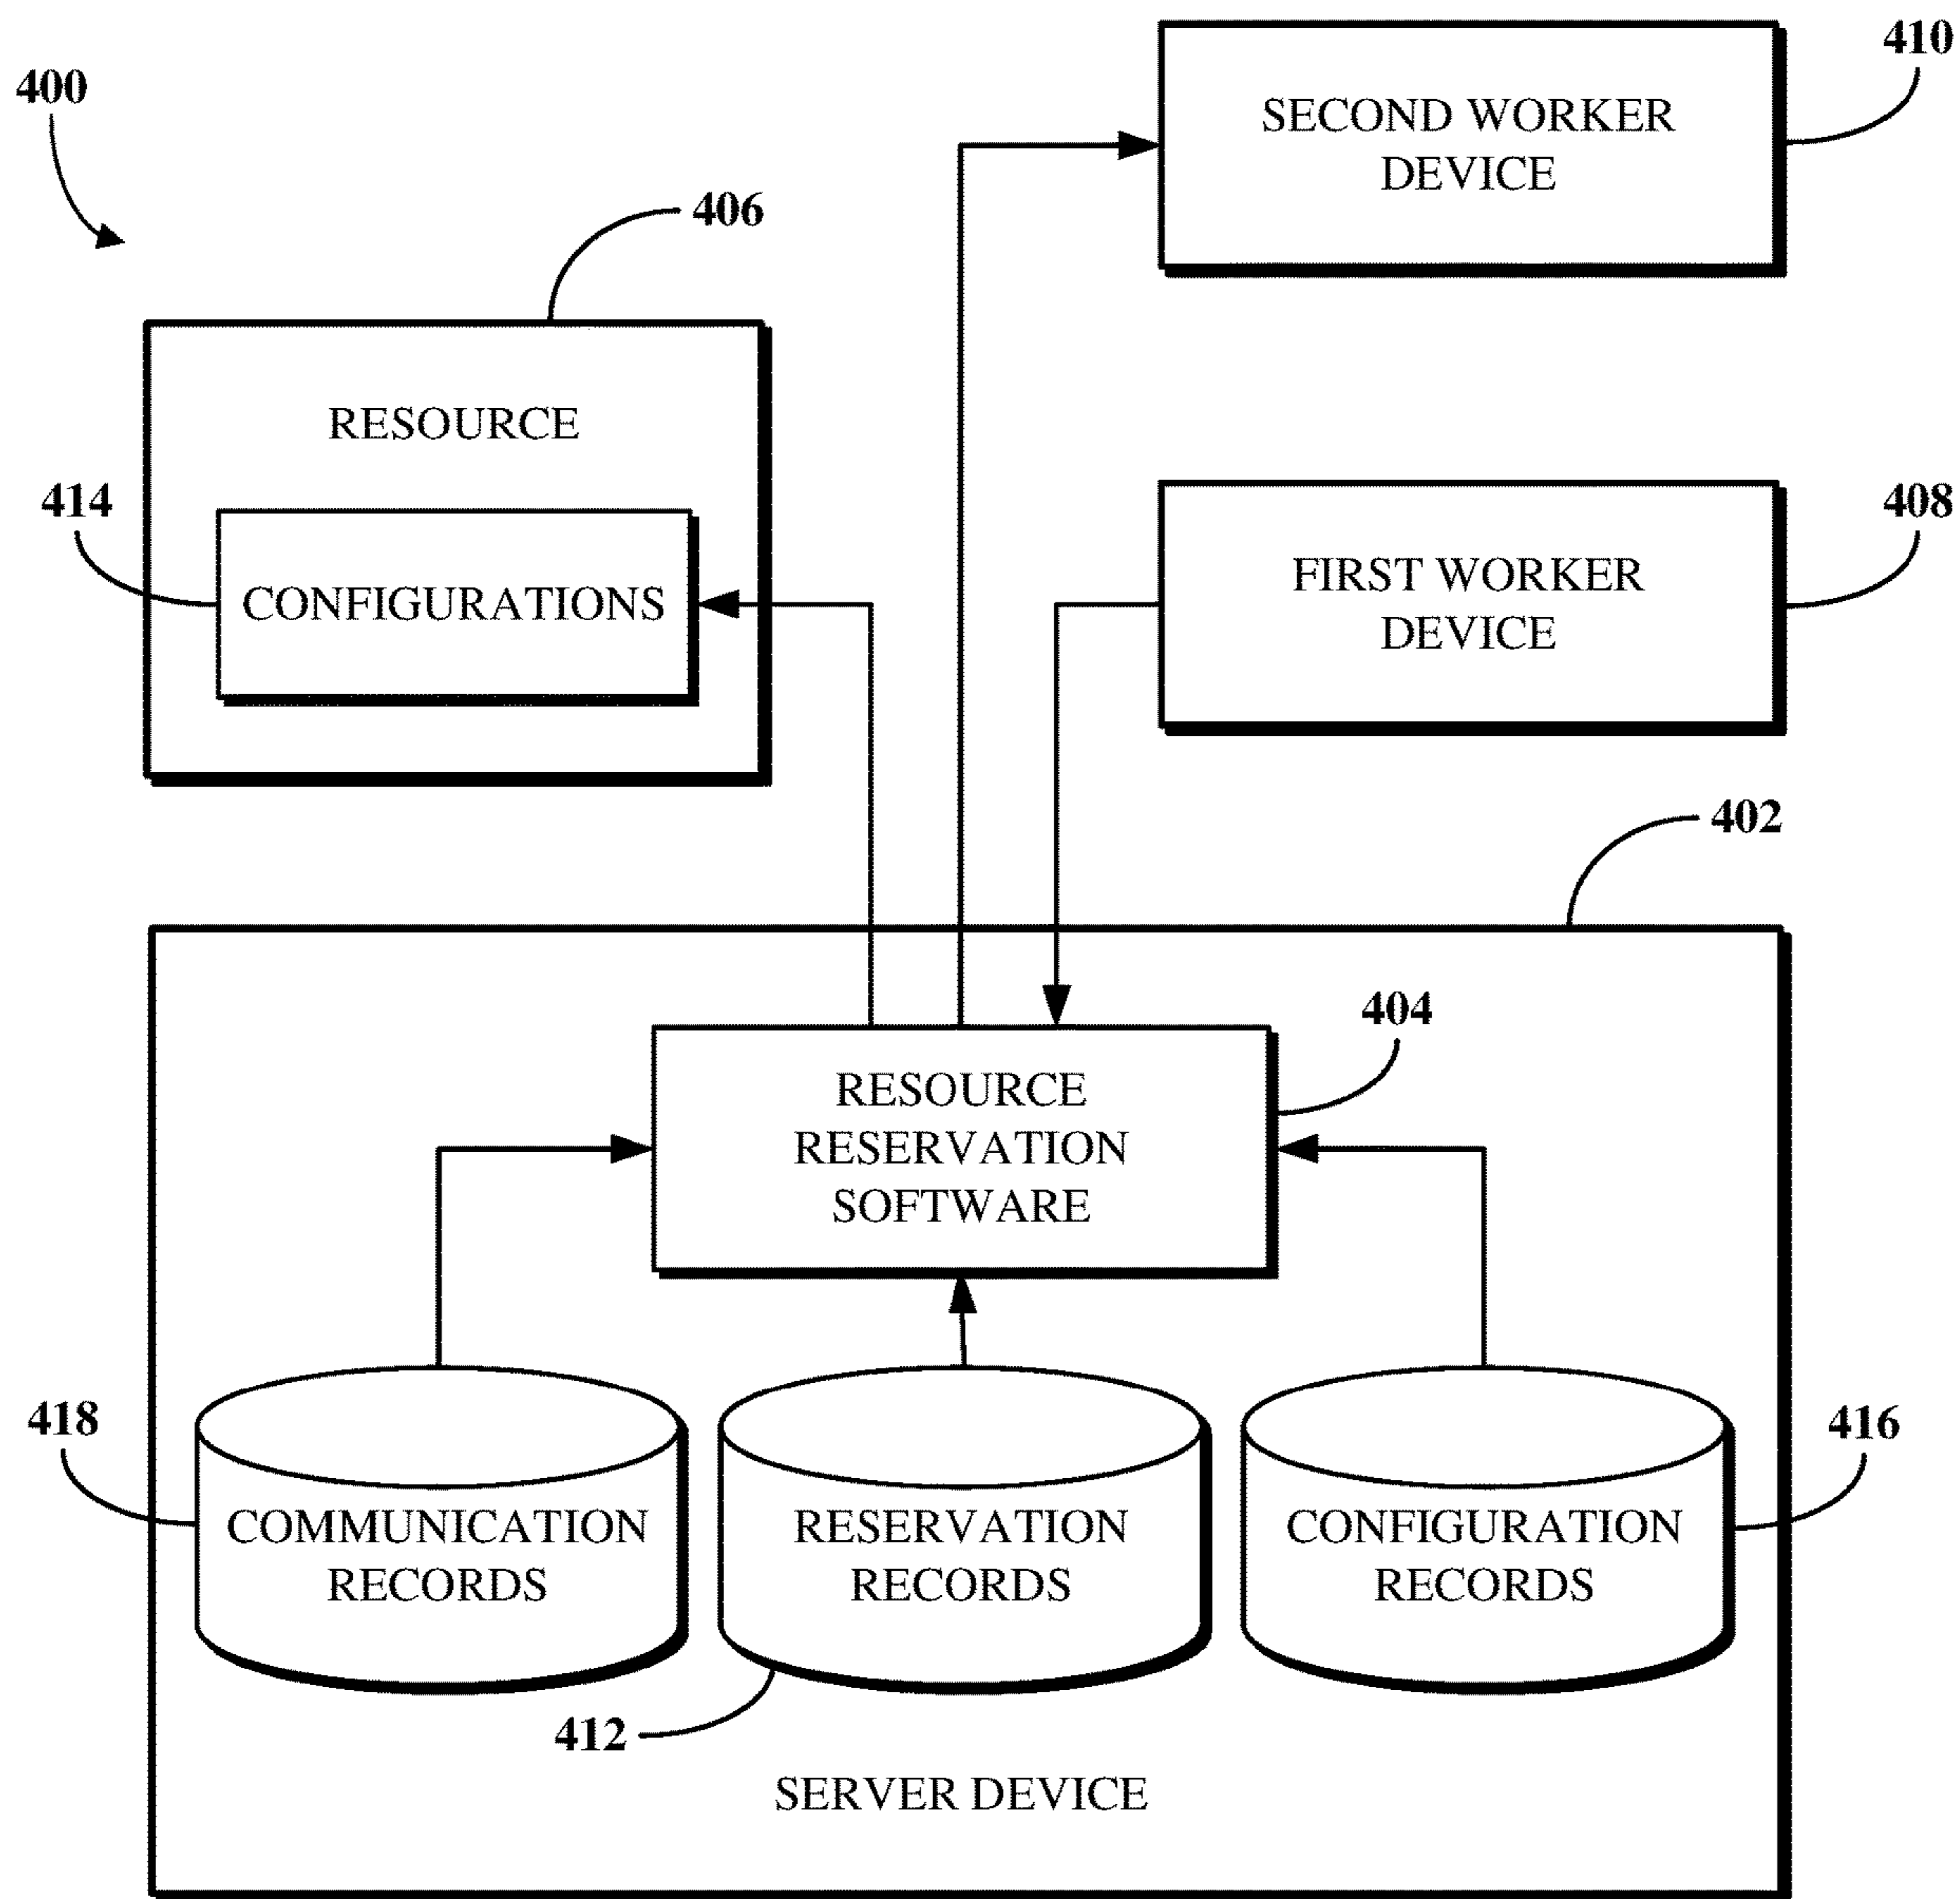 410
SECOND WORKER
DEVICE
400
406
RESOURCE
414
CONFIGURATIONS
408
FIRST WORKER
DEVICE
402
404
RESOURCE
RESERVATION
SOFTWARE
418
COMMUNICATION
RECORDS
RESERVATION
RECORDS
416
CONFIGURATION
RECORDS
412
SERVER DEVICE